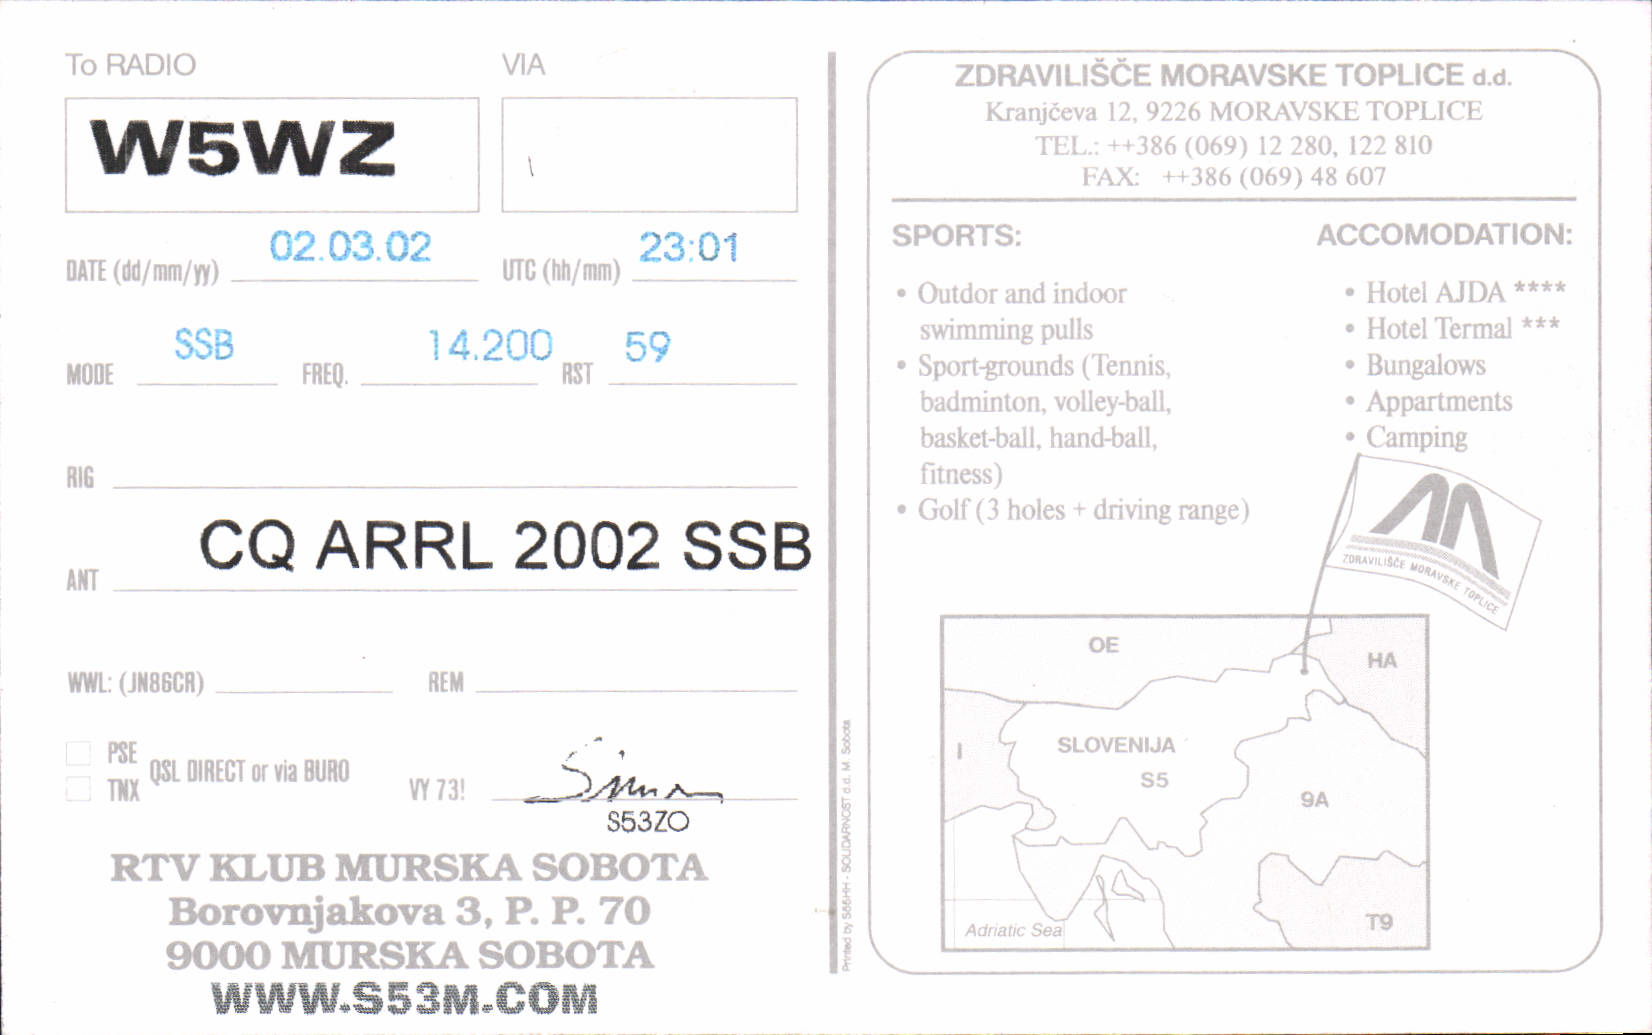 To RADIO
VIA
W5WZ
DATE (dd/mm/yy) 02.03.02
UTC (hh/mm) 23:01
MODE SSB FREQ. 14.200 RST 59
RIG
ANT CQ ARRL 2002 SSB
WWL: (JN86CR) REM
PSE
TNX
QSL DIRECT or via BURO
VY 73!
S53ZO
RTV KLUB MURSKA SOBOTA
Borovnjakova 3, P. P. 70
9000 MURSKA SOBOTA
WWW.S53M.COM
Printed by S55HH - SOLIDARNOST d.d. M. Sobota
ZDRAVILIŠČE MORAVSKE TOPLICE d.d.
Kranjčeva 12, 9226 MORAVSKE TOPLICE
TEL.: ++386 (069) 12 280, 122 810
FAX: ++386 (069) 48 607
SPORTS:
• Outdor and indoor
swimming pulls
• Sport-grounds (Tennis,
badminton, volley-ball,
basket-ball, hand-ball,
fitness)
• Golf (3 holes + driving range)
ACCOMODATION:
• Hotel AJDA ****
• Hotel Termal ***
• Bungalows
• Appartments
• Camping
ZDRAVILIŠČE MORAVSKE TOPLICE
OE
HA
I
SLOVENIJA
S5
9A
T9
Adriatic Sea